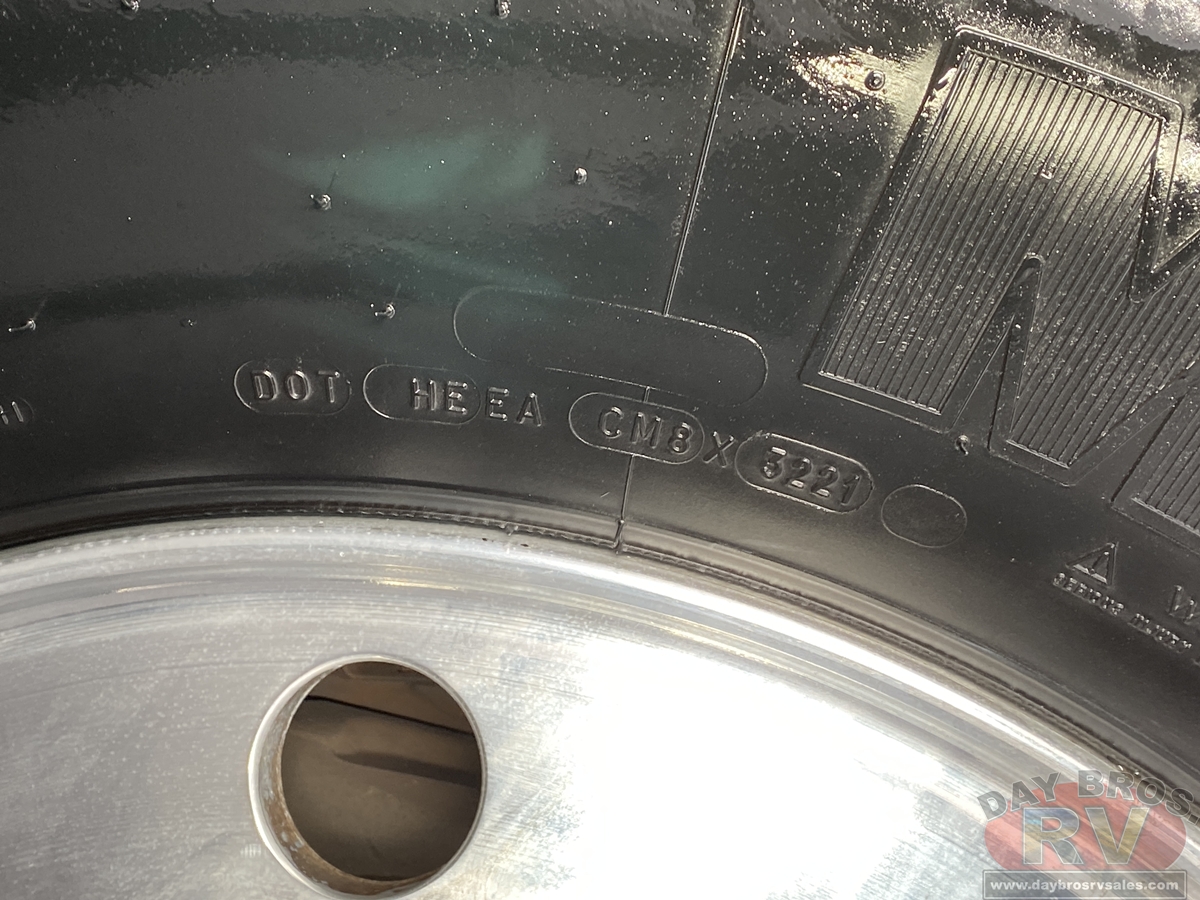 DOT HEEA CM8X 3221
DAY BROS
RV
www.daybrosrvsales.com